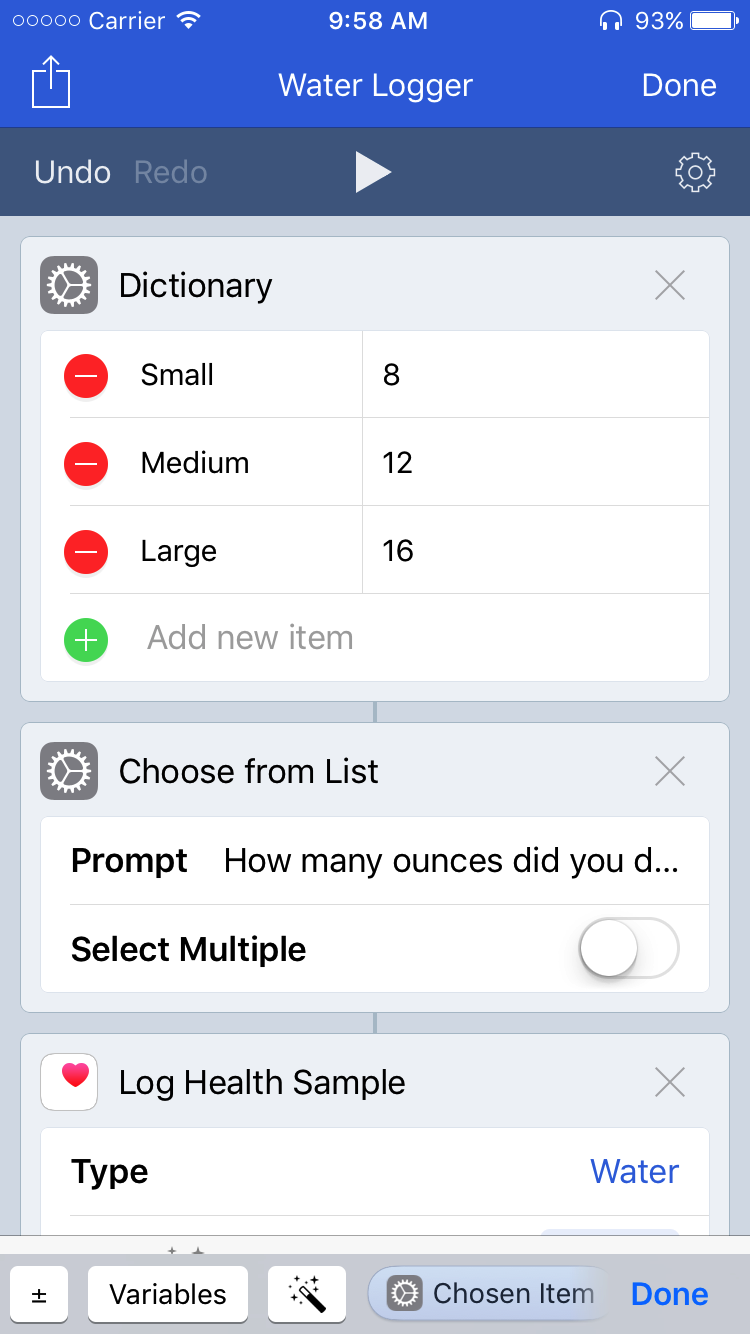 Carrier 9:58 AM 93%
Water Logger Done
Undo Redo
Dictionary
Small 8
Medium 12
Large 16
Add new item
Choose from List
Prompt How many ounces did you d...
Select Multiple
Log Health Sample
Type Water
± Variables Chosen Item Done